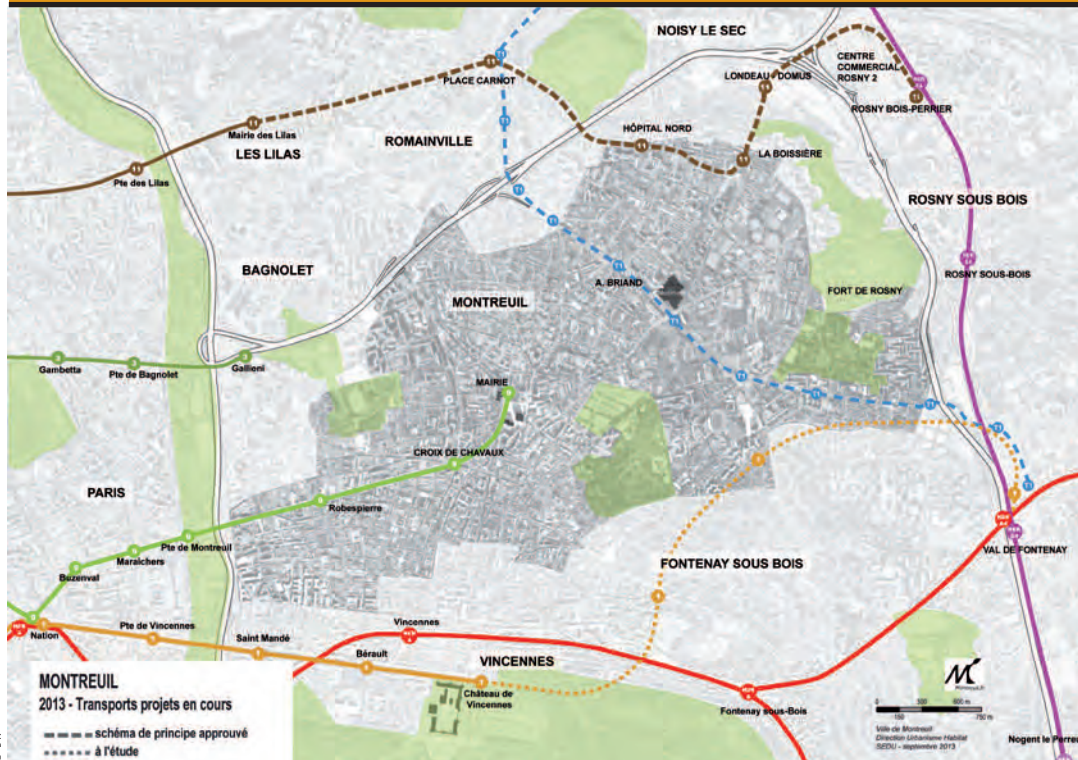 NOISY LE SEC
PLACE CARNOT
LONDEAU - DOMUS
CENTRE
COMMERCIAL
ROSNY 2
ROSNY BOIS-PERRIER
Mairie des Lilas
LES LILAS
ROMAINVILLE
HÔPITAL NORD
LA BOISSIÈRE
Pte des Lilas
ROSNY SOUS BOIS
BAGNOLET
MONTREUIL
A. BRIAND
ROSNY SOUS-BOIS
FORT DE ROSNY
Gambetta
Pte de Bagnolet
Gallieni
MAIRIE
CROIX DE CHAVAUX
PARIS
Robespierre
Pte de Montreuil
Maraîchers
Buzenval
VAL DE FONTENAY
FONTENAY SOUS BOIS
Nation
Pte de Vincennes
Saint Mandé
Vincennes
Bérault
VINCENNES
Château de
Vincennes
Fontenay sous-Bois
Nogent le Perreu
MONTREUIL
2013 - Transports projets en cours
schéma de principe approuvé
à l'étude
Ville de Montreuil
Direction Urbanisme Habitat
SEDU - septembre 2013